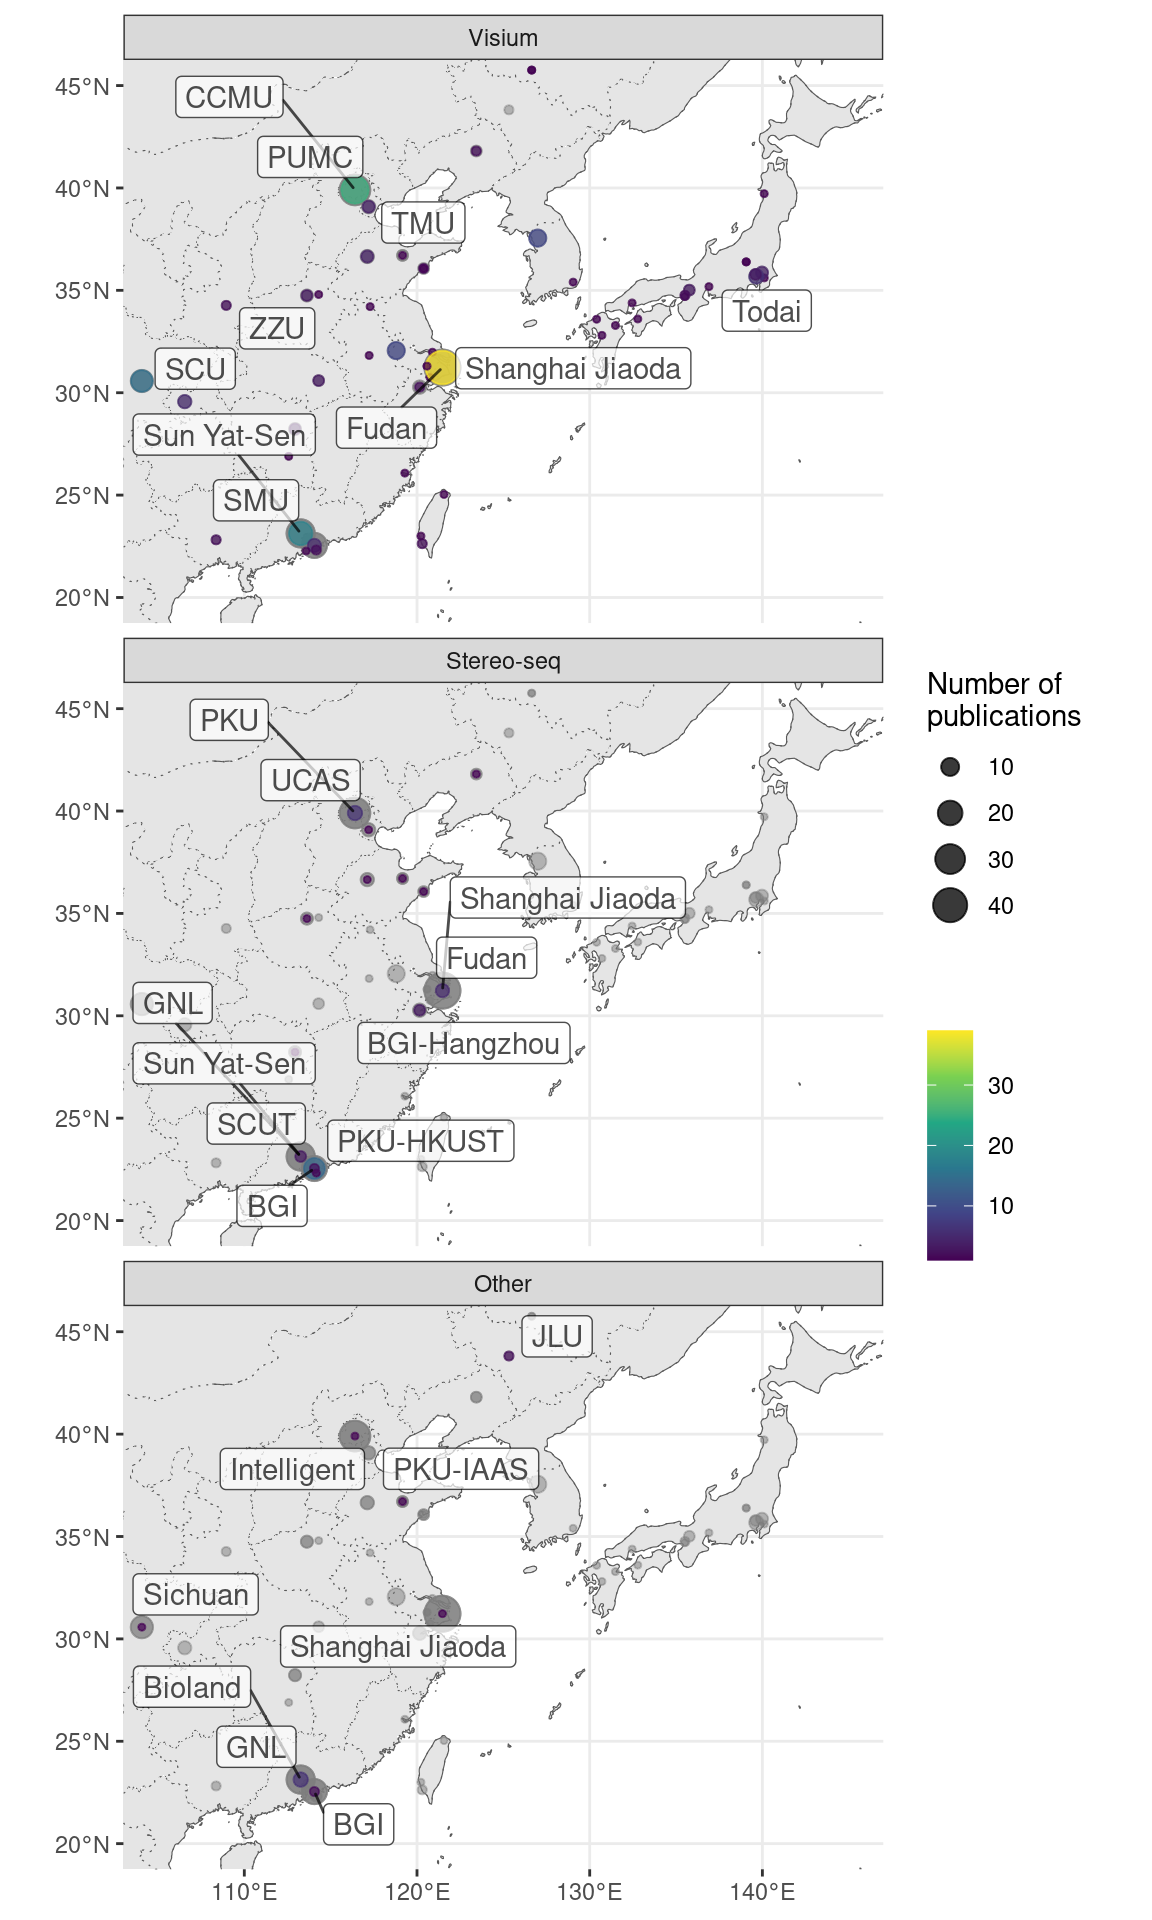 Visium
45°N
40°N
35°N
30°N
25°N
20°N
CCMU
PUMC
TMU
ZZU
SCU
Todai
Shanghai Jiaoda
Fudan
Sun Yat-Sen
SMU
Stereo-seq
45°N
40°N
35°N
30°N
25°N
20°N
PKU
UCAS
Shanghai Jiaoda
Fudan
GNL
BGI-Hangzhou
Sun Yat-Sen
SCUT
PKU-HKUST
BGI
Number of
publications
10
20
30
40
30
20
10
Other
45°N
40°N
35°N
30°N
25°N
20°N
JLU
Intelligent
PKU-IAAS
Sichuan
Shanghai Jiaoda
Bioland
GNL
BGI
110°E
120°E
130°E
140°E